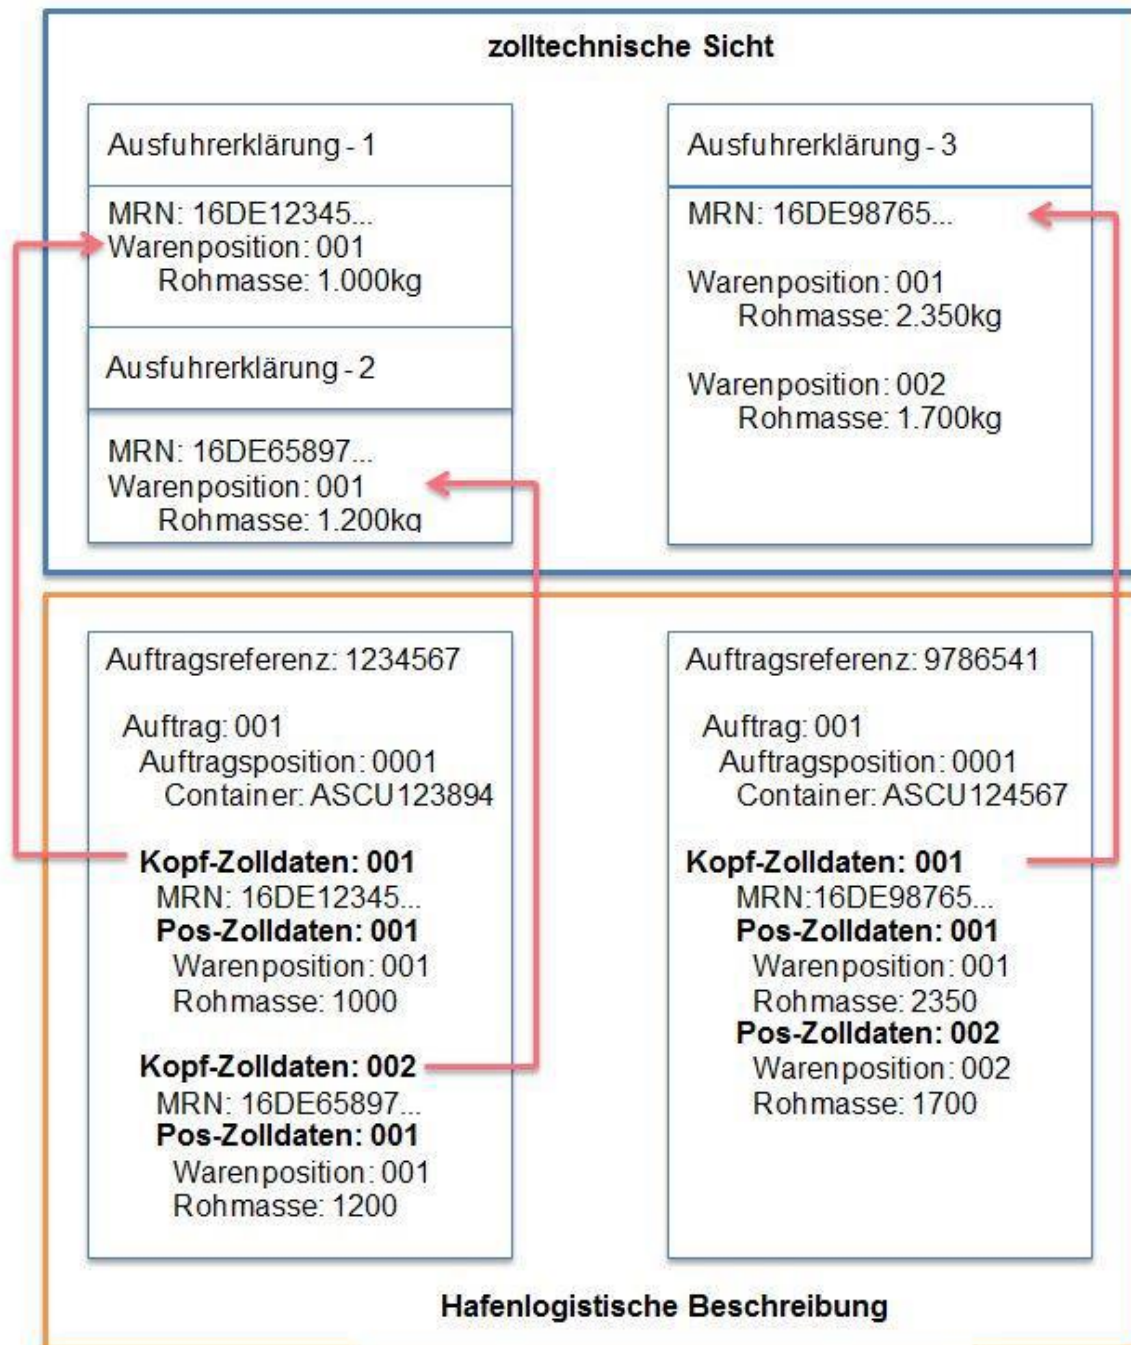 zolltechnische Sicht
Ausfuhrerklärung - 1
MRN: 16DE12345...
Warenposition: 001
Rohmasse: 1.000kg
Ausfuhrerklärung - 2
MRN: 16DE65897...
Warenposition: 001
Rohmasse: 1.200kg
Ausfuhrerklärung - 3
MRN: 16DE98765...
Warenposition: 001
Rohmasse: 2.350kg
Warenposition: 002
Rohmasse: 1.700kg
Auftragsreferenz: 1234567
Auftrag: 001
Auftragsposition: 0001
Container: ASCU123894
Kopf-Zolldaten: 001
MRN: 16DE12345...
Pos-Zolldaten: 001
Warenposition: 001
Rohmasse: 1000
Kopf-Zolldaten: 002
MRN: 16DE65897...
Pos-Zolldaten: 001
Warenposition: 001
Rohmasse: 1200
Auftragsreferenz: 9786541
Auftrag: 001
Auftragsposition: 0001
Container: ASCU124567
Kopf-Zolldaten: 001
MRN:16DE98765...
Pos-Zolldaten: 001
Warenposition: 001
Rohmasse: 2350
Pos-Zolldaten: 002
Warenposition: 002
Rohmasse: 1700
Hafenlogistische Beschreibung